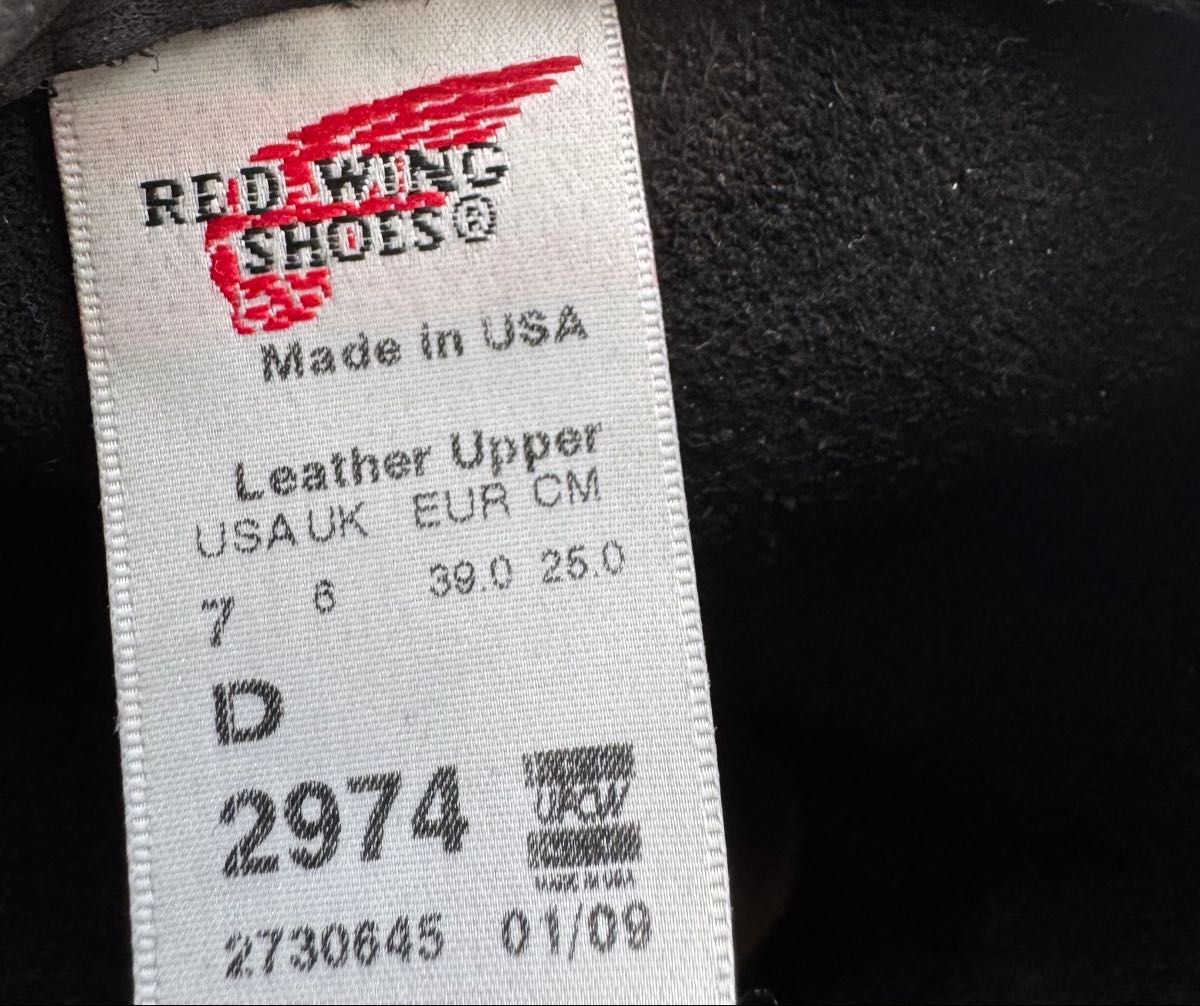 RED WING
SHOES®
Made in USA
Leather Upper
USA UK EUR CM
7 6 39.0 25.0
D
2974
UFCW
2730645 01/09